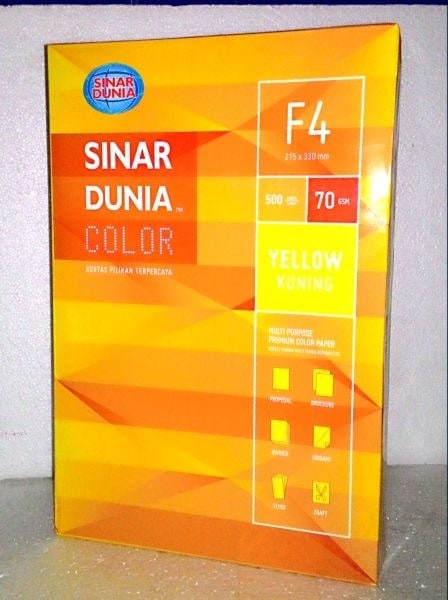 SINAR
DUNIA
SINAR
DUNIA
COLOR
KERTAS PILIHAN TERPERCAYA
F4
215 x 330 mm
500
70 GSM
YELLOW
KUNING
MULTI PURPOSE
PREMIUM COLOR PAPER
PROPOSAL
BROCHURE
DIVIDER
ORIGAMI
FLYER
CRAFT